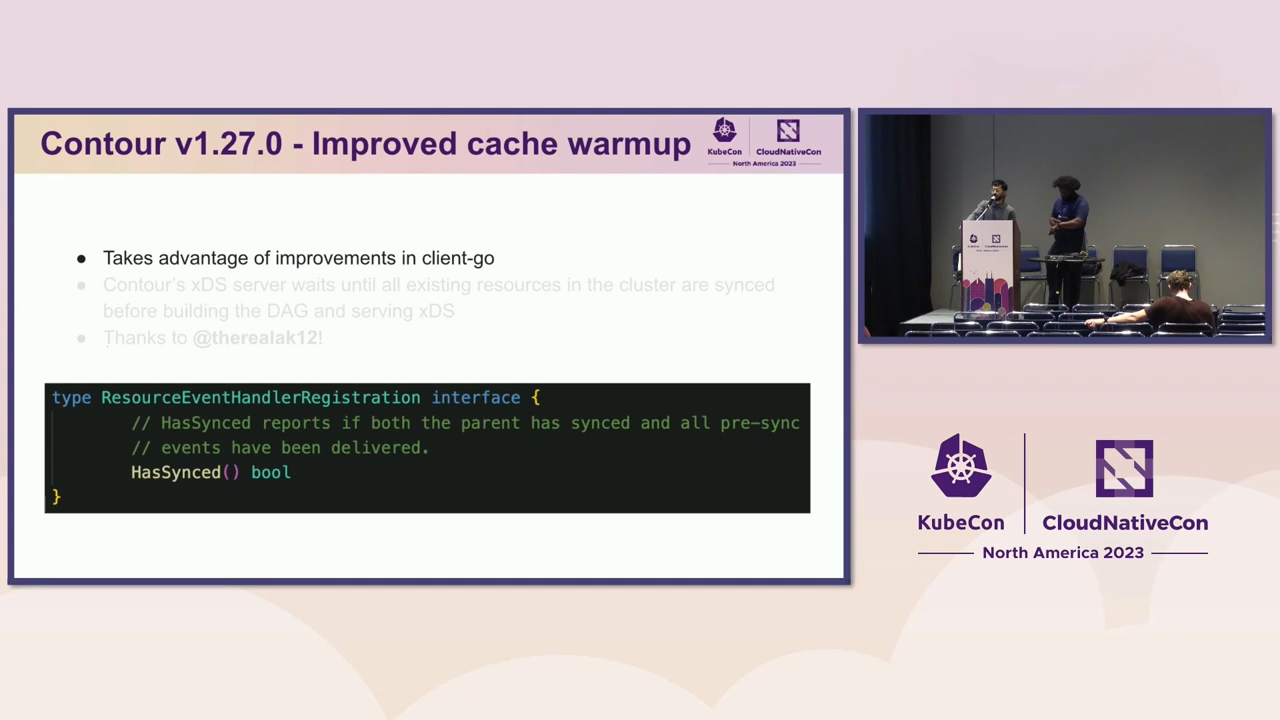 Contour v1.27.0 - Improved cache warmup
KubeCon
CloudNativeCon
North America 2023
● Takes advantage of improvements in client-go
● Contour's xDS server waits until all existing resources in the cluster are synced
before building the DAG and serving xDS
● Thanks to @therealak12!
type ResourceEventHandlerRegistration interface {
// HasSynced reports if both the parent has synced and all pre-sync
// events have been delivered.
HasSynced() bool
}
KubeCon
CloudNativeCon
North America 2023